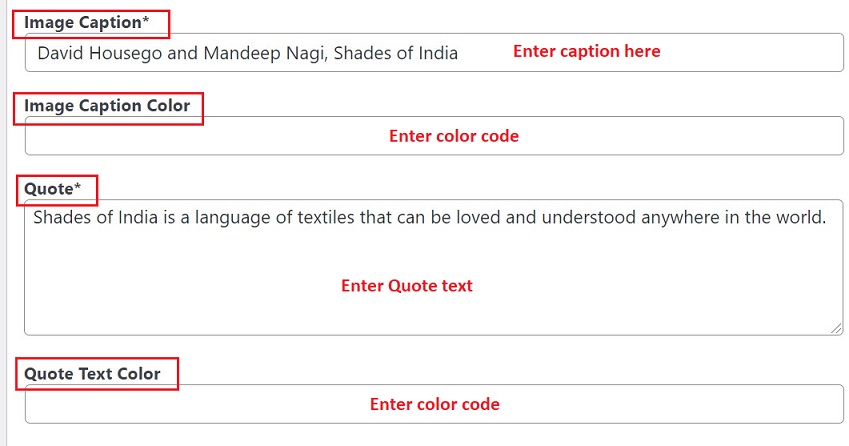 Image Caption*
David Housego and Mandeep Nagi, Shades of India Enter caption here
Image Caption Color
Enter color code
Quote*
Shades of India is a language of textiles that can be loved and understood anywhere in the world.
Enter Quote text
Quote Text Color
Enter color code